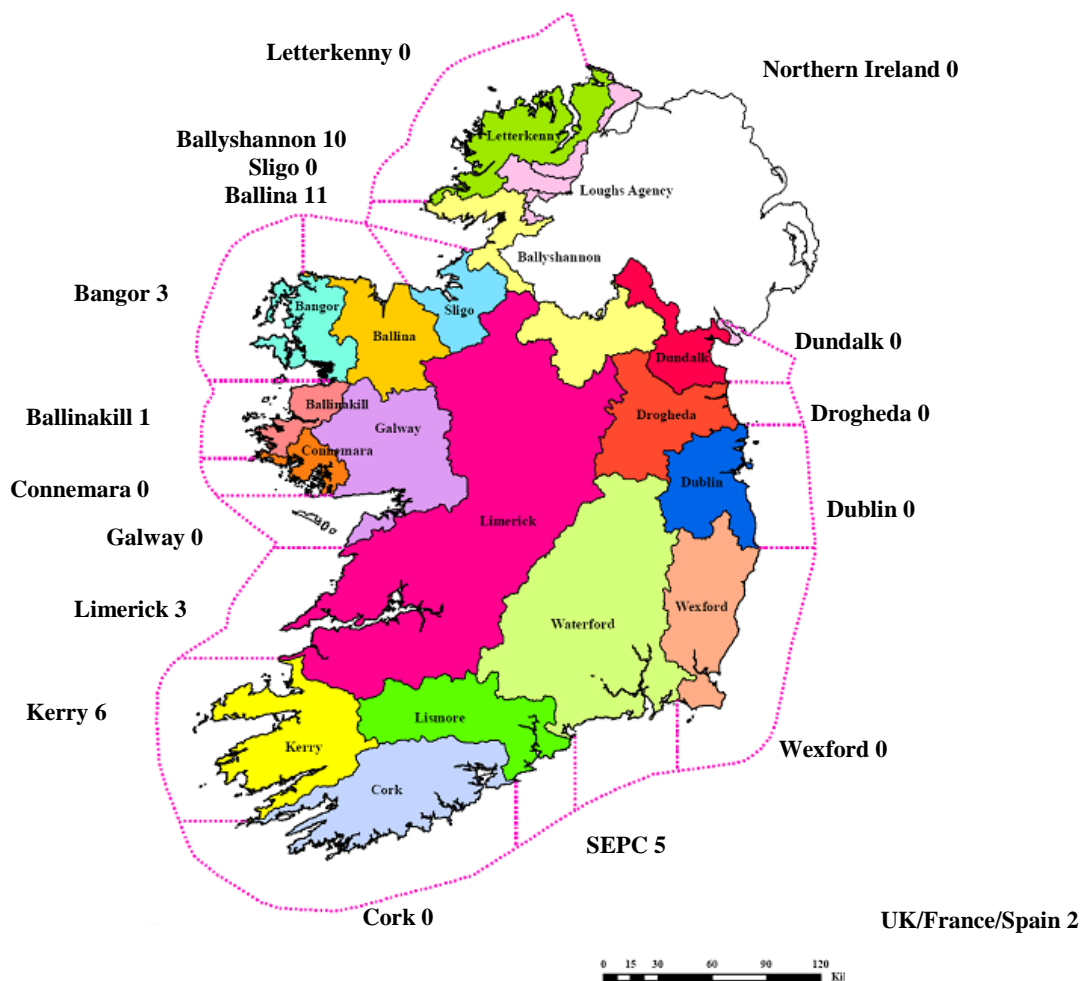 Letterkenny 0
Northern Ireland 0
Letterkenny
Ballyshannon 10
Sligo 0
Ballina 11
Loughs Agency
Ballyshannon
Bangor 3
Bangor
Sligo
Ballina
Dundalk 0
Dundalk
Ballinakill 1
Ballinakill
Drogheda 0
Drogheda
Galway
Connemara
Connemara 0
Dublin
Dublin 0
Galway 0
Limerick
Limerick 3
Wexford
Waterford
Kerry 6
Lismore
Kerry
Wexford 0
Cork
SEPC 5
Cork 0
UK/France/Spain 2
0 15 30 60 90 120
Kil